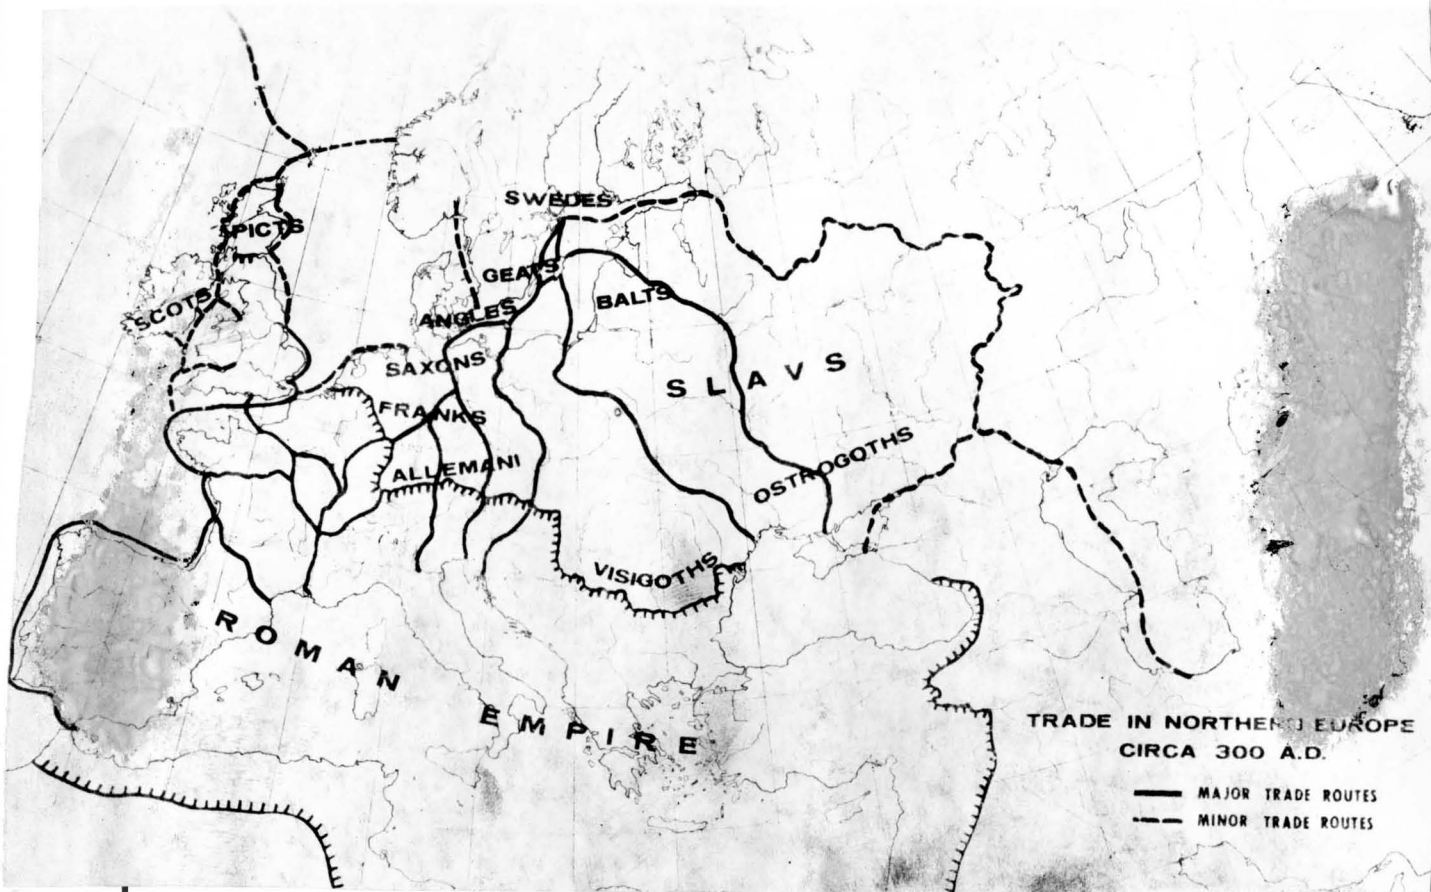 SWEDES
PICTS
GEATS
SCOTS
BALTS
ANGLES
SAXONS
SLAVS
FRANKS
OSTROGOTHS
ALLEMANI
VISIGOTHS
ROMAN EMPIRE
TRADE IN NORTHERN EUROPE
CIRCA 300 A.D.
MAJOR TRADE ROUTES
MINOR TRADE ROUTES